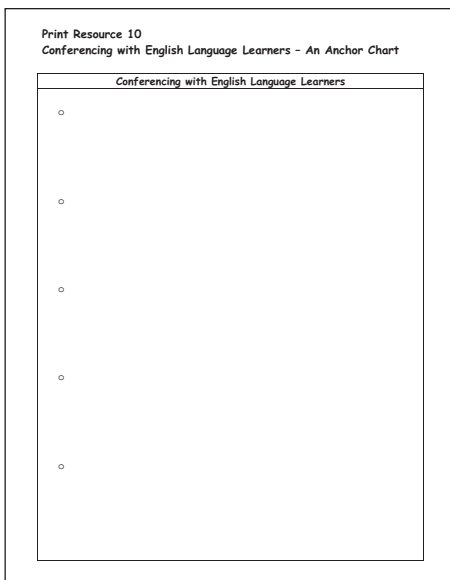 Print Resource 10
Conferencing with English Language Learners – An Anchor Chart
Conferencing with English Language Learners